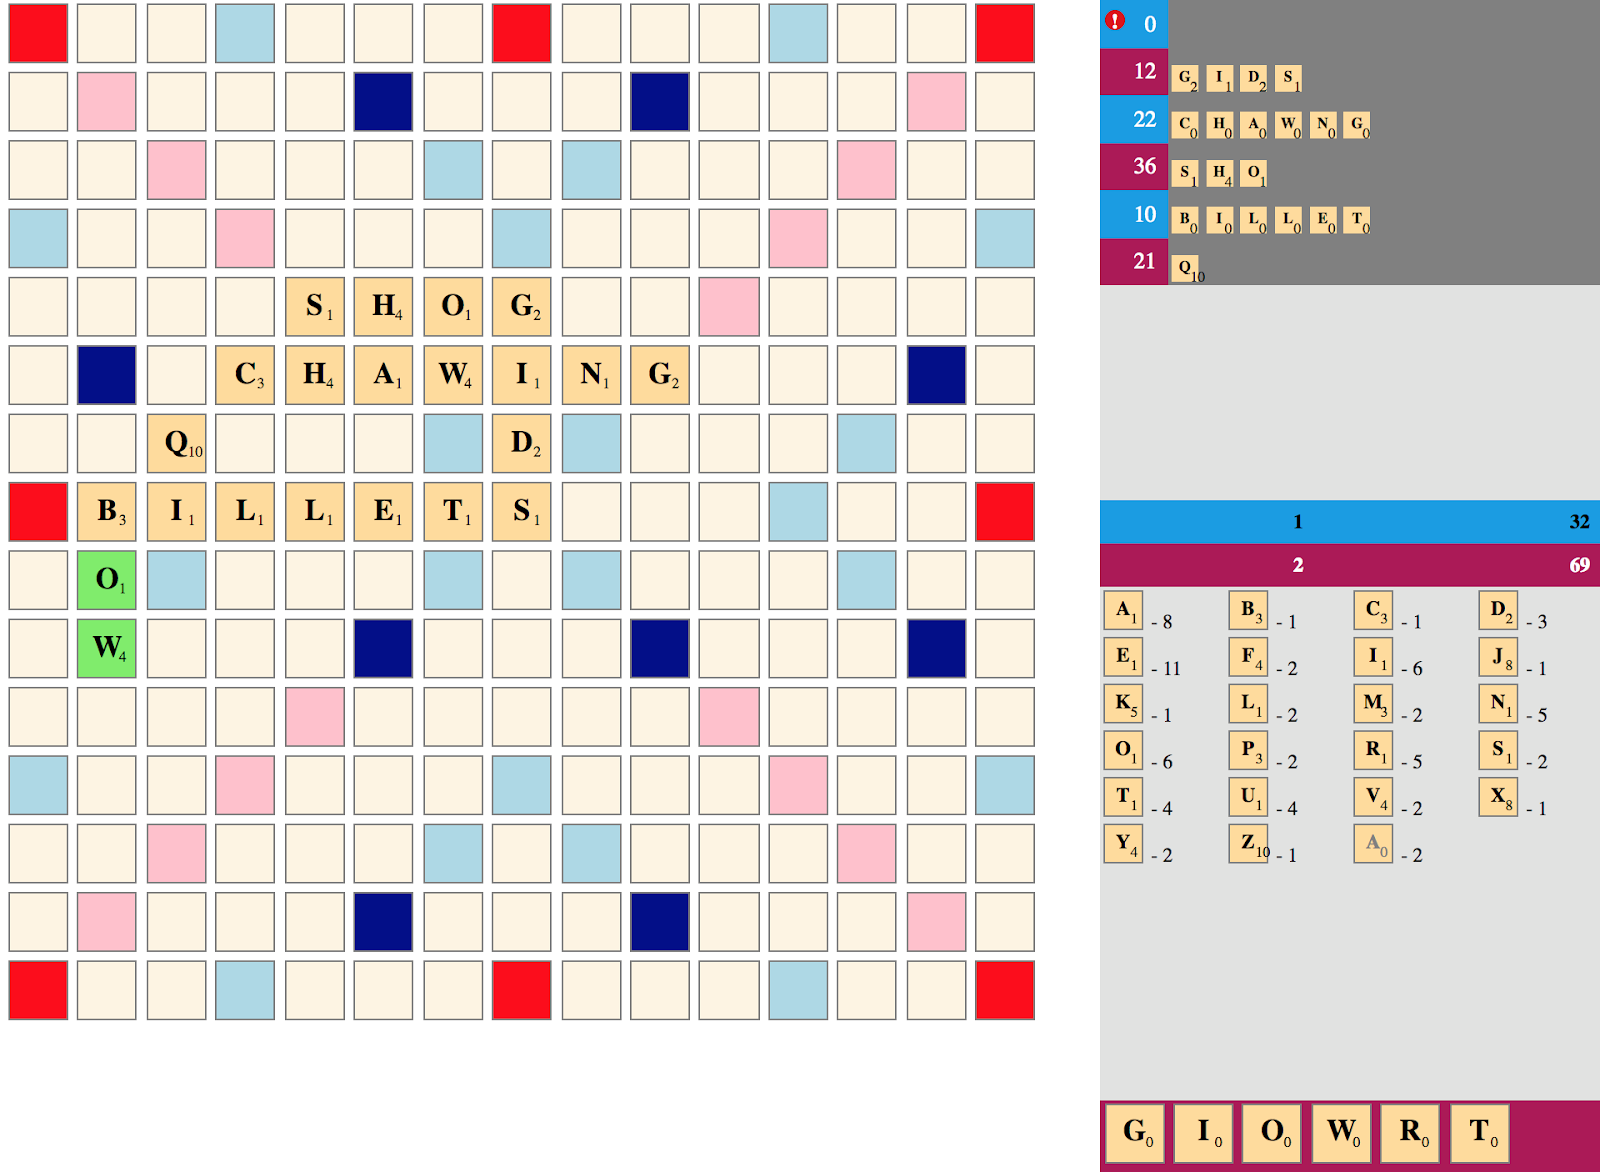 S1 H4 O1 G2
C3 H4 A1 W4 I1 N1 G2
Q10 D2
B3 I1 L1 L1 E1 T1 S1
O1
W4
! 0
12 G2 I1 D2 S1
22 C0 H0 A0 W0 N0 G0
36 S1 H4 O1
10 B0 I0 L0 L0 E0 T0
21 Q10
1 32
2 69
A1 - 8 B3 - 1 C3 - 1 D2 - 3
E1 - 11 F4 - 2 I1 - 6 J8 - 1
K5 - 1 L1 - 2 M3 - 2 N1 - 5
O1 - 6 P3 - 2 R1 - 5 S1 - 2
T1 - 4 U1 - 4 V4 - 2 X8 - 1
Y4 - 2 Z10 - 1 A0 - 2
G0 I0 O0 W0 R0 T0